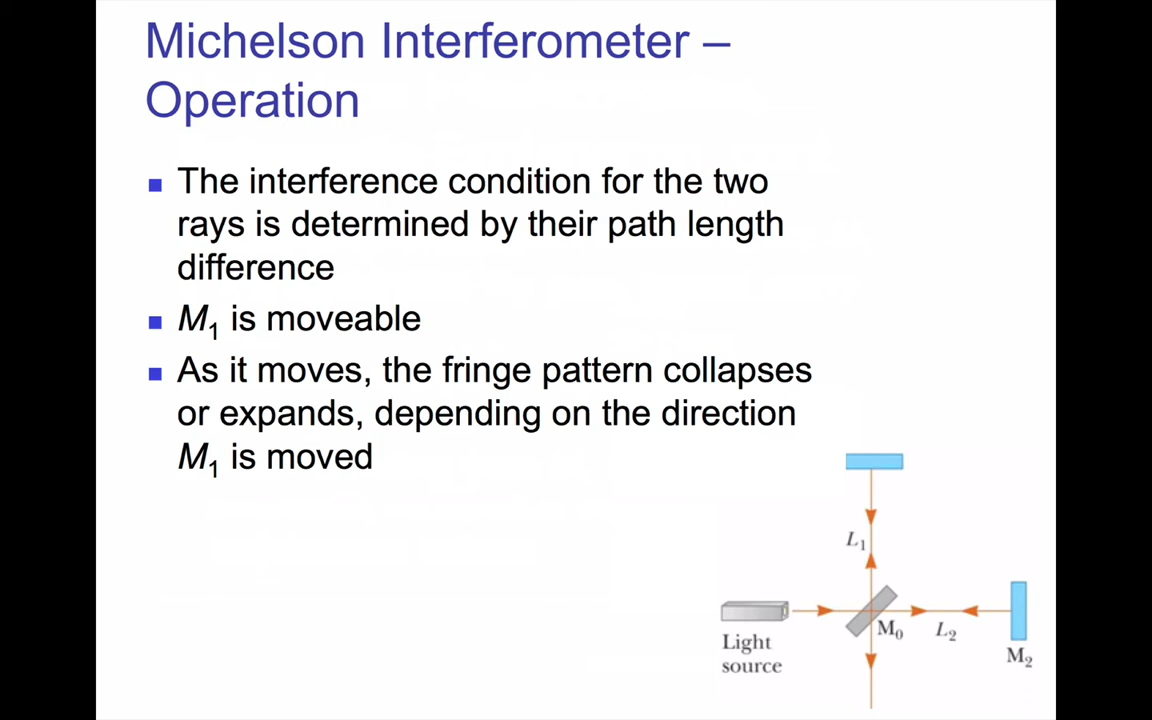 Michelson Interferometer –
Operation
The interference condition for the two
rays is determined by their path length
difference
M1 is moveable
As it moves, the fringe pattern collapses
or expands, depending on the direction
M1 is moved
L1
M0
L2
Light
source
M2